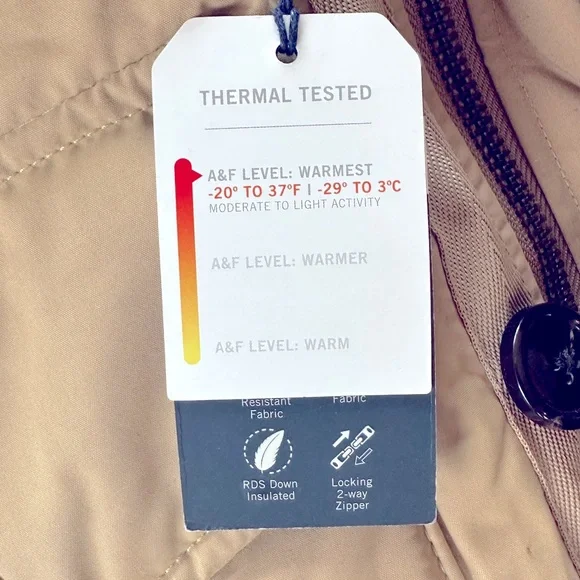 THERMAL TESTED
A&F LEVEL: WARMEST
-20° TO 37°F | -29° TO 3°C
MODERATE TO LIGHT ACTIVITY
A&F LEVEL: WARMER
A&F LEVEL: WARM
Resistant
Fabric
Fabric
RDS Down
Insulated
Locking
2-way
Zipper